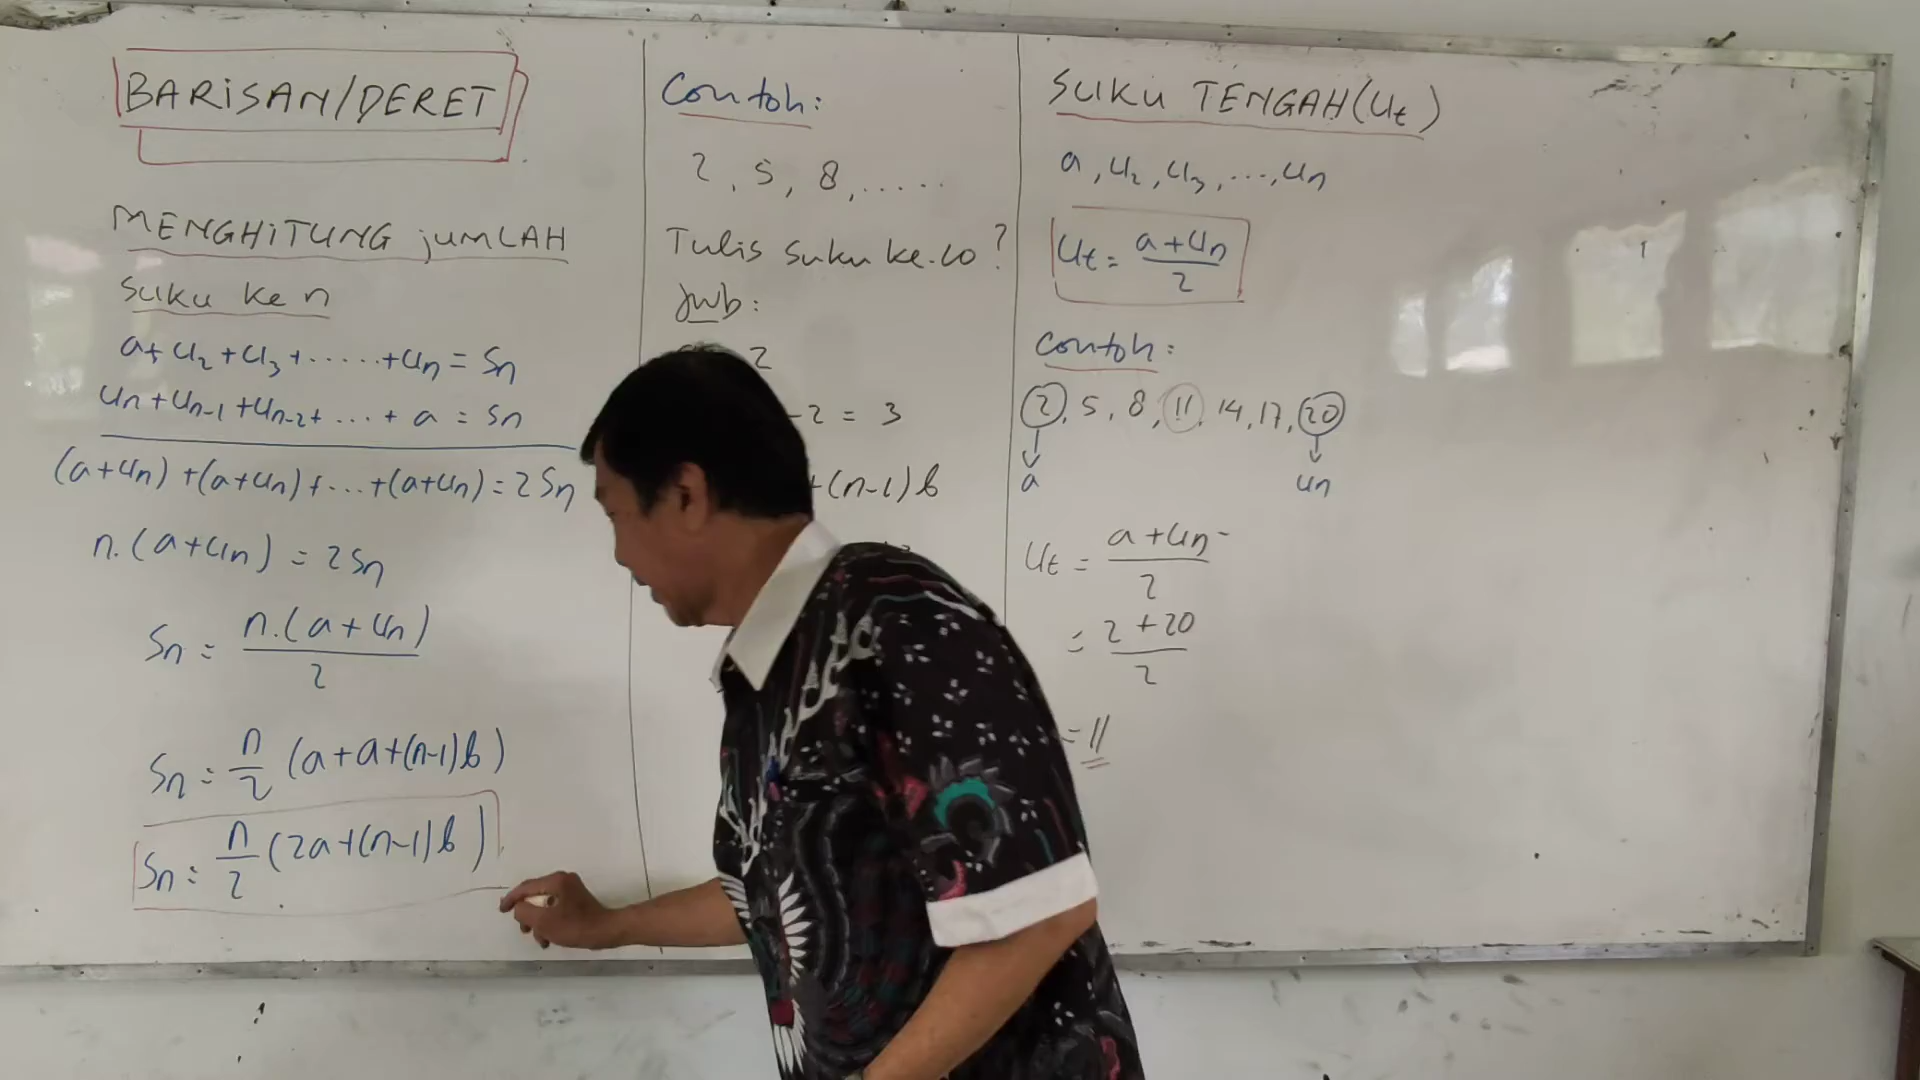 BARISAN/DERET
MENGHITUNG jUMLAH
SUKU KE n
a + U₂ + U₃ + ...... + Un = Sn
Un + Un-1 + Un-2 + ... + a = Sn
(a+Un) + (a+Un) + ... + (a+Un) = 2Sn
n.(a+Un) = 2Sn
Sn = n.(a+Un) / 2
Sn = n/2 (a+a+(n-1)b)
Sn = n/2 (2a+(n-1)b)
Contoh:
2, 5, 8, .....
Tulis suku ke-10?
Jwb:
2
-2 = 3
+(n-1)b
SUKU TENGAH (Ut)
a, U₂, U₃, ..., Un
Ut = a+Un / 2
Contoh:
2, 5, 8, 11, 14, 17, 20
a Un
Ut = a+Un / 2
= 2+20 / 2
= 11